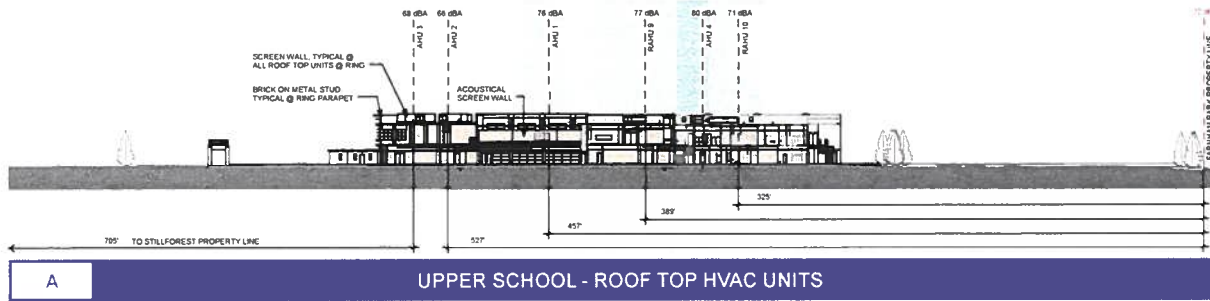 68 dBA 66 dBA 76 dBA 77 dBA 80 dBA 71 dBA
AHU 3 AHU 2 AHU 1 RAHU 9 AHU 4 RAHU 10
SCREEN WALL, TYPICAL @
ALL ROOF TOP UNITS @ RING
BRICK ON METAL STUD
TYPICAL @ RING PARAPET
ACOUSTICAL
SCREEN WALL
PROPERTY LINE
325'
389'
457'
705' TO STILLFOREST PROPERTY LINE
527'
A
UPPER SCHOOL - ROOF TOP HVAC UNITS